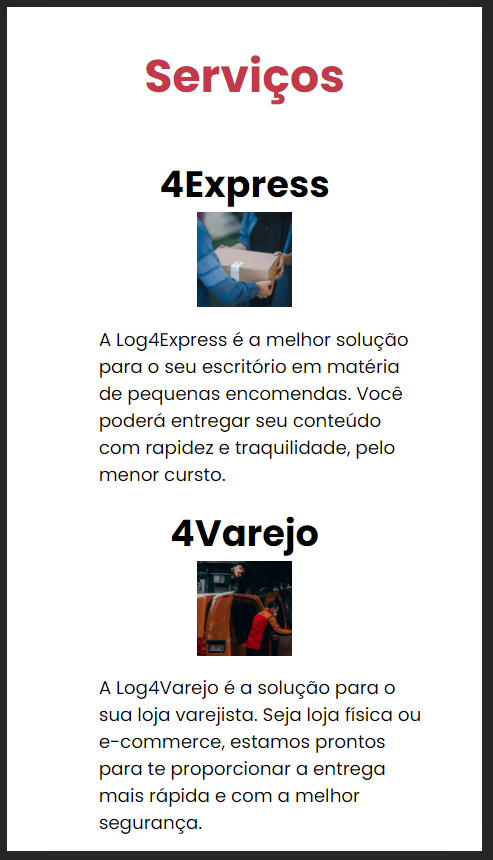 Serviços
4Express
A Log4Express é a melhor solução
para o seu escritório em matéria
de pequenas encomendas. Você
poderá entregar seu conteúdo
com rapidez e traquilidade, pelo
menor cursto.
4Varejo
A Log4Varejo é a solução para o
sua loja varejista. Seja loja física ou
e-commerce, estamos prontos
para te proporcionar a entrega
mais rápida e com a melhor
segurança.